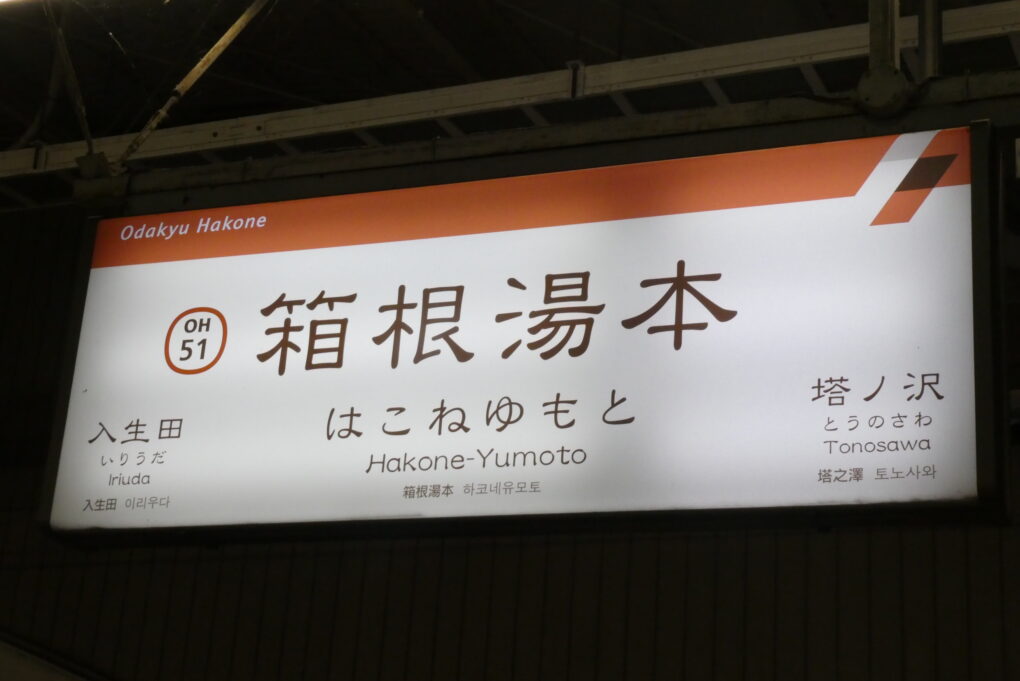 Odakyu Hakone
OH
51
箱根湯本
はこねゆもと
Hakone-Yumoto
箱根湯本 하코네유모토
入生田
いりうだ
Iriuda
入生田 이리우다
塔ノ沢
とうのさわ
Tonosawa
塔之澤 토노사와